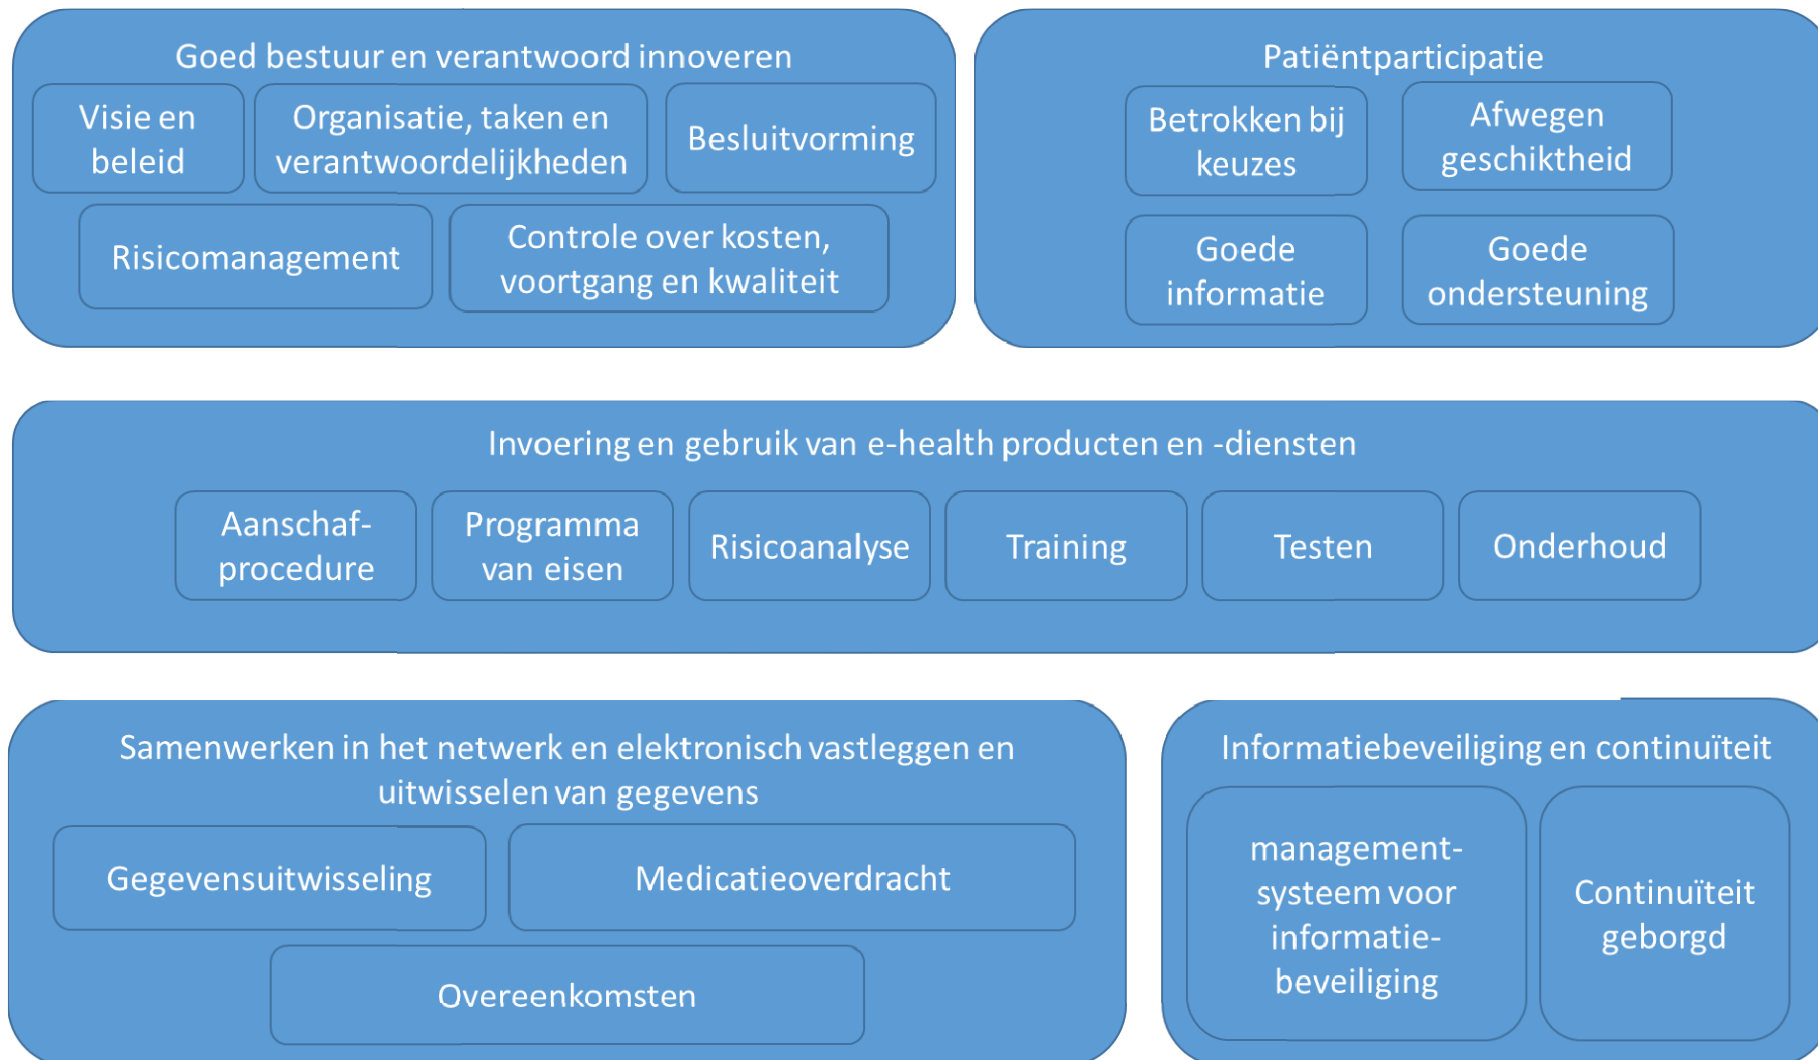 Goed bestuur en verantwoord innoveren
Visie en
beleid
Organisatie, taken en
verantwoordelijkheden
Besluitvorming
Risicomanagement
Controle over kosten,
voortgang en kwaliteit
Patiëntparticipatie
Betrokken bij
keuzes
Afwegen
geschiktheid
Goede
informatie
Goede
ondersteuning
Invoering en gebruik van e-health producten en -diensten
Aanschaf-
procedure
Programma
van eisen
Risicoanalyse
Training
Testen
Onderhoud
Samenwerken in het netwerk en elektronisch vastleggen en
uitwisselen van gegevens
Gegevensuitwisseling
Medicatieoverdracht
Overeenkomsten
Informatiebeveiliging en continuïteit
management-
systeem voor
informatie-
beveiliging
Continuïteit
geborgd